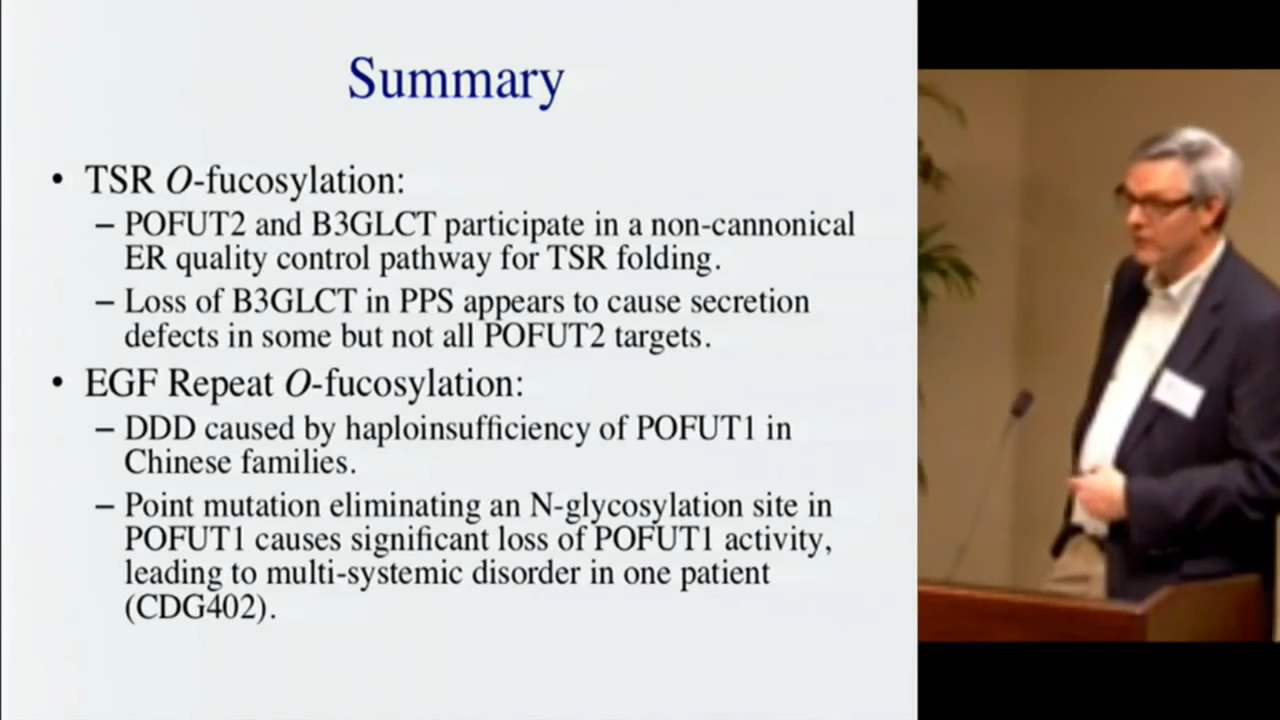 Summary
• TSR O-fucosylation:
– POFUT2 and B3GLCT participate in a non-cannonical
ER quality control pathway for TSR folding.
– Loss of B3GLCT in PPS appears to cause secretion
defects in some but not all POFUT2 targets.
• EGF Repeat O-fucosylation:
– DDD caused by haploinsufficiency of POFUT1 in
Chinese families.
– Point mutation eliminating an N-glycosylation site in
POFUT1 causes significant loss of POFUT1 activity,
leading to multi-systemic disorder in one patient
(CDG402).